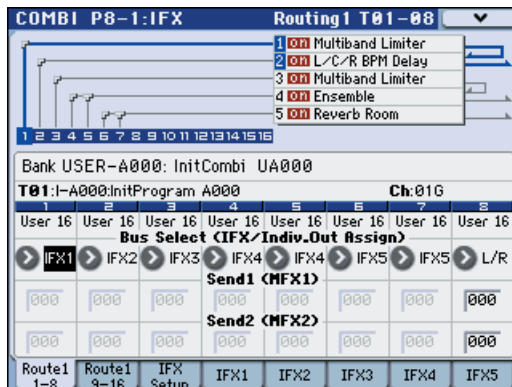 COMBI P8-1:IFX Routing1 T01-08
1 on Multiband Limiter
2 on L/C/R BPM Delay
3 on Multiband Limiter
4 on Ensemble
5 on Reverb Room
1 2 3 4 5 6 7 8 9 10 11 12 13 14 15 16
Bank USER-A000: InitCombi UA000
T01:I-A000:InitProgram A000 Ch:01G
1 2 3 4 5 6 7 8
User 16 User 16 User 16 User 16 User 16 User 16 User 16 User 16
Bus Select (IFX/Indiv.Out Assign)
IFX1 IFX2 IFX3 IFX4 IFX4 IFX5 IFX5 L/R
Send1 (MFX1)
000 000 000 000 000 000 000 000
Send2 (MFX2)
000 000 000 000 000 000 000 000
Route1 1-8 Route1 9-16 IFX Setup IFX1 IFX2 IFX3 IFX4 IFX5